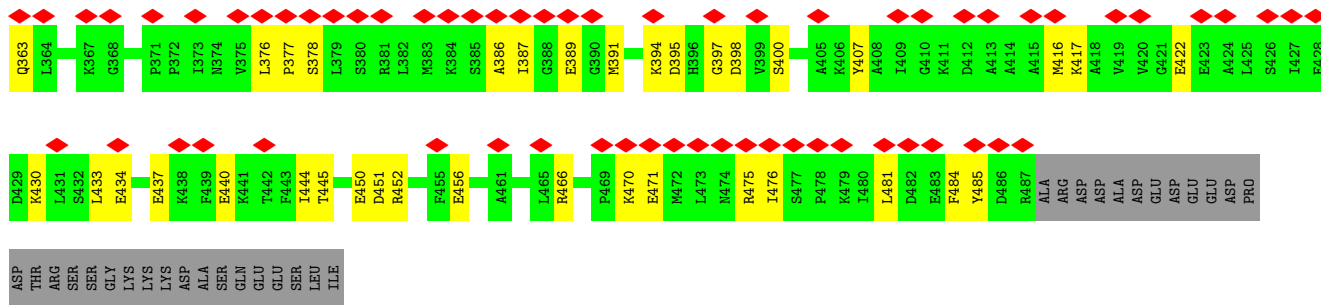 Q363
L364
K367
G368
P371
P372
I373
N374
V375
L376
P377
S378
L379
S380
R381
L382
M383
K384
S385
A386
I387
G388
E389
G390
M391
K394
D395
H396
G397
D398
V399
S400
A405
K406
Y407
A408
I409
G410
K411
D412
A413
A414
A415
M416
K417
A418
V419
V420
G421
E422
E423
A424
L425
S426
I427
D429
K430
L431
S432
L433
E434
E437
K438
F439
E440
K441
T442
F443
I444
T445
E450
D451
R452
F455
E456
A461
L465
R466
P469
K470
E471
M472
L473
N474
R475
I476
S477
P478
K479
I480
L481
D482
E483
F484
Y485
D486
R487
ALA
ARG
ASP
ASP
ALA
ASP
GLU
ASP
GLU
GLU
ASP
PRO
ASP
THR
ARG
SER
SER
GLY
LYS
LYS
LYS
ASP
ALA
SER
GLN
GLU
GLU
SER
LEU
ILE